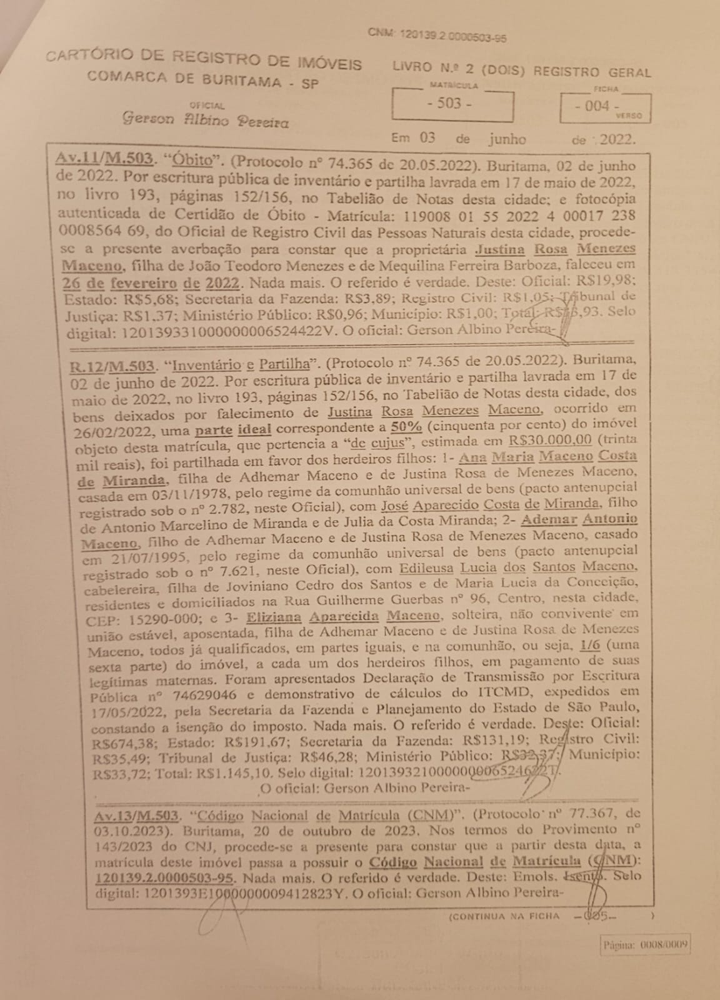 CNM: 120139.2.0000503-95
CARTÓRIO DE REGISTRO DE IMÓVEIS
COMARCA DE BURITAMA - SP
OFICIAL
Gerson Albino Pereira
LIVRO N.º 2 (DOIS) REGISTRO GERAL
MATRÍCULA
- 503 -
FICHA
- 004 -
VERSO
Em 03 de junho de 2022.
Av.11/M.503. “Óbito”. (Protocolo nº 74.365 de 20.05.2022). Buritama, 02 de junho
de 2022. Por escritura pública de inventário e partilha lavrada em 17 de maio de 2022,
no livro 193, páginas 152/156, no Tabelião de Notas desta cidade; e fotocópia
autenticada de Certidão de Óbito - Matrícula: 119008 01 55 2022 4 00017 238
0008564 69, do Oficial de Registro Civil das Pessoas Naturais desta cidade, procede-
se a presente averbação para constar que a proprietária Justina Rosa Menezes
Maceno, filha de João Teodoro Menezes e de Mequilina Ferreira Barboza, faleceu em
26 de fevereiro de 2022. Nada mais. O referido é verdade. Deste: Oficial: R$19,98;
Estado: R$5,68; Secretaria da Fazenda: R$3,89; Registro Civil: R$1,05; Tribunal de
Justiça: R$1,37; Ministério Público: R$0,96; Município: R$1,00; Total: ,93. Selo
digital: 1201393310000000006524422V. O oficial: Gerson Albino Pereira-
R.12/M.503. “Inventário e Partilha”. (Protocolo nº 74.365 de 20.05.2022). Buritama,
02 de junho de 2022. Por escritura pública de inventário e partilha lavrada em 17 de
maio de 2022, no livro 193, páginas 152/156, no Tabelião de Notas desta cidade, dos
bens deixados por falecimento de Justina Rosa Menezes Maceno, ocorrido em
26/02/2022, uma parte ideal correspondente a 50% (cinquenta por cento) do imóvel
objeto desta matrícula, que pertencia a “de cujus”, estimada em R$30.000,00 (trinta
mil reais), foi partilhada em favor dos herdeiros filhos: 1- Ana Maria Maceno Costa
de Miranda, filha de Adhemar Maceno e de Justina Rosa de Menezes Maceno,
casada em 03/11/1978, pelo regime da comunhão universal de bens (pacto antenupcial
registrado sob o nº 2.782, neste Oficial), com José Aparecido Costa de Miranda, filho
de Antonio Marcelino de Miranda e de Julia da Costa Miranda; 2- Ademar Antonio
Maceno, filho de Adhemar Maceno e de Justina Rosa de Menezes Maceno, casado
em 21/07/1995, pelo regime da comunhão universal de bens (pacto antenupcial
registrado sob o nº 7.621, neste Oficial), com Edileusa Lucia dos Santos Maceno,
cabelereira, filha de Joviniano Cedro dos Santos e de Maria Lucia da Conceição,
residentes e domiciliados na Rua Guilherme Guerbas nº 96, Centro, nesta cidade,
CEP: 15290-000; e 3- Eliziana Aparecida Maceno, solteira, não convivente em
união estável, aposentada, filha de Adhemar Maceno e de Justina Rosa de Menezes
Maceno, todos já qualificados, em partes iguais, e na comunhão, ou seja, 1/6 (uma
sexta parte) do imóvel, a cada um dos herdeiros filhos, em pagamento de suas
legítimas maternas. Foram apresentados Declaração de Transmissão por Escritura
Pública nº 74629046 e demonstrativo de cálculos do ITCMD, expedidos em
17/05/2022, pela Secretaria da Fazenda e Planejamento do Estado de São Paulo,
constando a isenção do imposto. Nada mais. O referido é verdade. Deste: Oficial:
R$674,38; Estado: R$191,67; Secretaria da Fazenda: R$131,19; Registro Civil:
R$35,49; Tribunal de Justiça: R$46,28; Ministério Público: R$32,37; Município:
R$33,72; Total: R$1.145,10. Selo digital: 1201393210000000006524622T.
O oficial: Gerson Albino Pereira-
Av.13/M.503. “Código Nacional de Matrícula (CNM)”. (Protocolo nº 77.367, de
03.10.2023). Buritama, 20 de outubro de 2023. Nos termos do Provimento nº
143/2023 do CNJ, procede-se a presente para constar que a partir desta data, a
matrícula deste imóvel passa a possuir o Código Nacional de Matrícula (CNM):
120139.2.0000503-95. Nada mais. O referido é verdade. Deste: Emols. Isento. Selo
digital: 1201393E1000000009412823Y. O oficial: Gerson Albino Pereira-
(CONTINUA NA FICHA -005- )
Página: 0008/0009